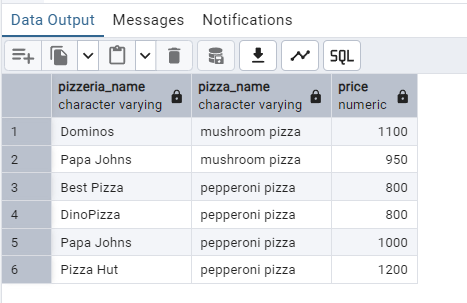 Data Output Messages Notifications
SQL
pizzeria_name pizza_name price
character varying character varying numeric
1 Dominos mushroom pizza 1100
2 Papa Johns mushroom pizza 950
3 Best Pizza pepperoni pizza 800
4 DinoPizza pepperoni pizza 800
5 Papa Johns pepperoni pizza 1000
6 Pizza Hut pepperoni pizza 1200